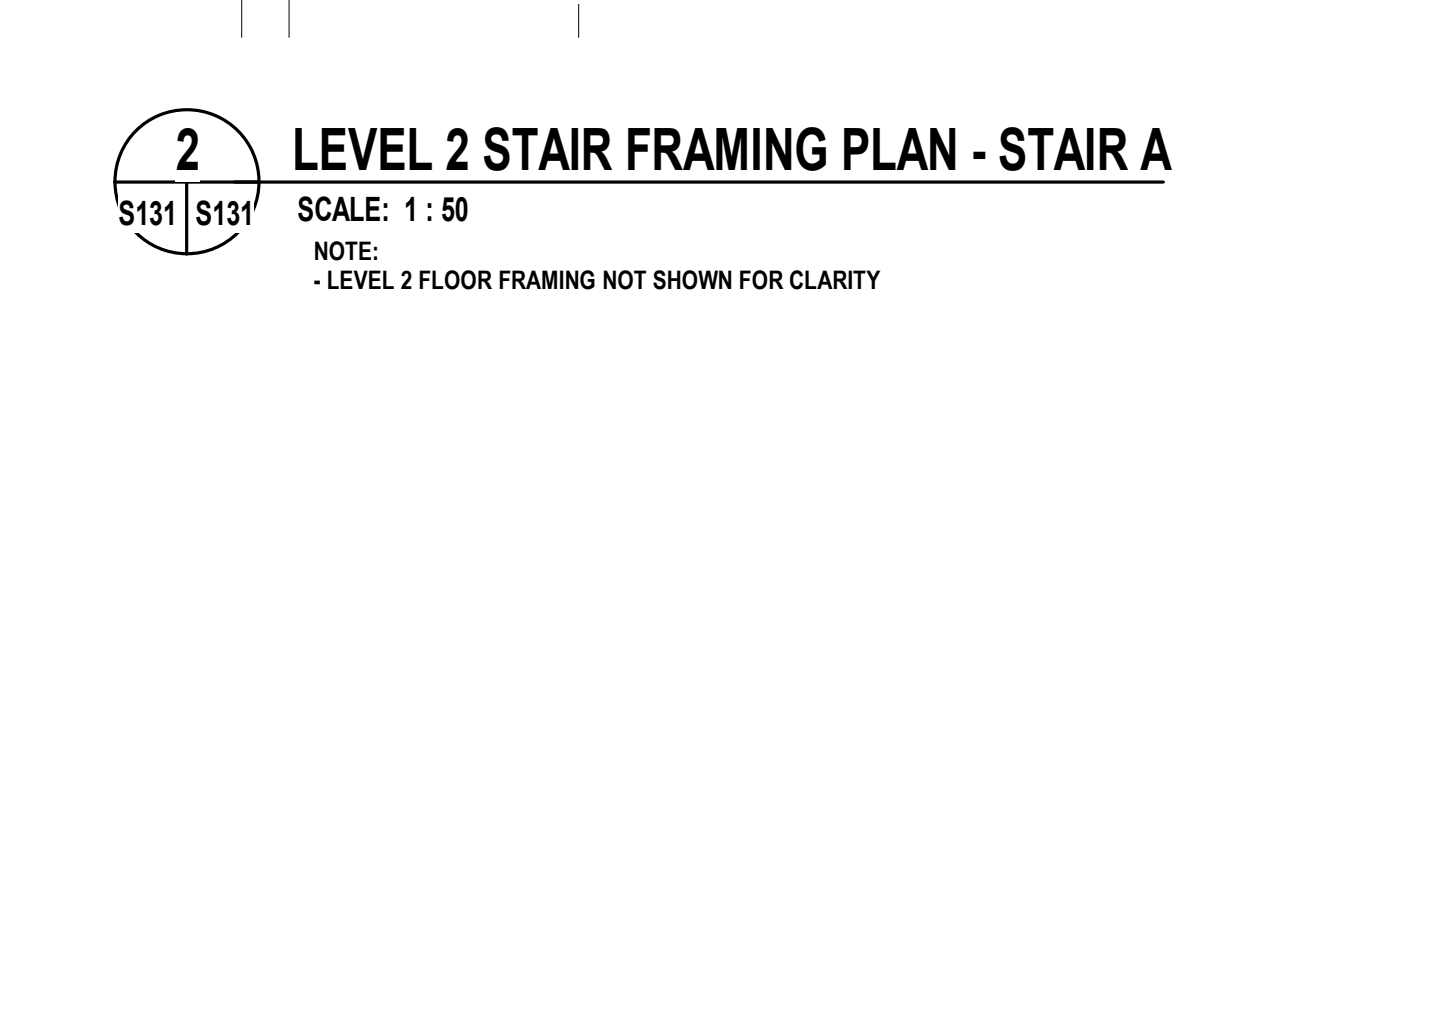 2
LEVEL 2 STAIR FRAMING PLAN - STAIR A
S131 S131
SCALE: 1 : 50
NOTE:
- LEVEL 2 FLOOR FRAMING NOT SHOWN FOR CLARITY